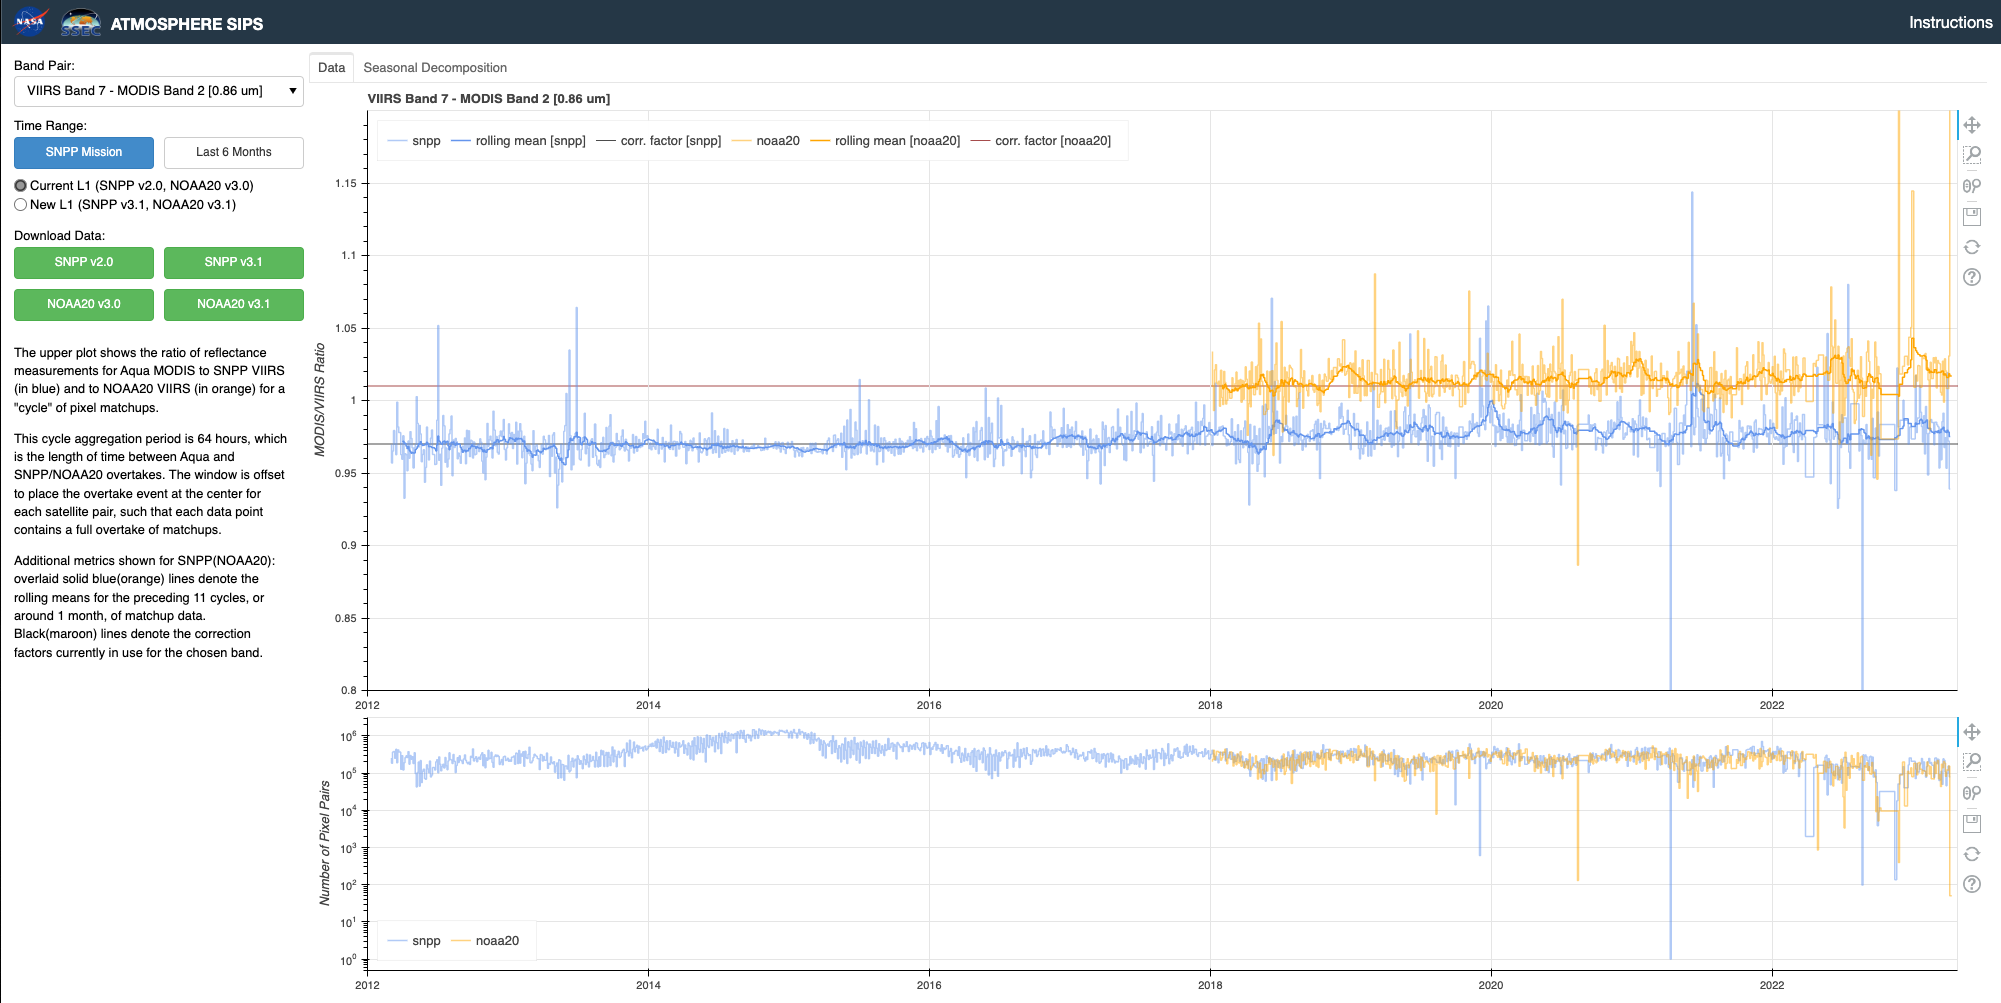 NASA
SSEC
ATMOSPHERE SIPS
Instructions
Band Pair:
VIIRS Band 7 - MODIS Band 2 [0.86 um]
Time Range:
SNPP Mission
Last 6 Months
Current L1 (SNPP v2.0, NOAA20 v3.0)
New L1 (SNPP v3.1, NOAA20 v3.1)
Download Data:
SNPP v2.0
SNPP v3.1
NOAA20 v3.0
NOAA20 v3.1
The upper plot shows the ratio of reflectance
measurements for Aqua MODIS to SNPP VIIRS
(in blue) and to NOAA20 VIIRS (in orange) for a
"cycle" of pixel matchups.
This cycle aggregation period is 64 hours, which
is the length of time between Aqua and
SNPP/NOAA20 overtakes. The window is offset
to place the overtake event at the center for
each satellite pair, such that each data point
contains a full overtake of matchups.
Additional metrics shown for SNPP(NOAA20):
overlaid solid blue(orange) lines denote the
rolling means for the preceding 11 cycles, or
around 1 month, of matchup data.
Black(maroon) lines denote the correction
factors currently in use for the chosen band.
Data
Seasonal Decomposition
VIIRS Band 7 - MODIS Band 2 [0.86 um]
snpp
rolling mean [snpp]
corr. factor [snpp]
noaa20
rolling mean [noaa20]
corr. factor [noaa20]
MODIS/VIIRS Ratio
1.15
1.1
1.05
1
0.95
0.9
0.85
0.8
2012
2014
2016
2018
2020
2022
Number of Pixel Pairs
10⁶
10⁵
10⁴
10³
10²
10¹
10⁰
snpp
noaa20
2012
2014
2016
2018
2020
2022